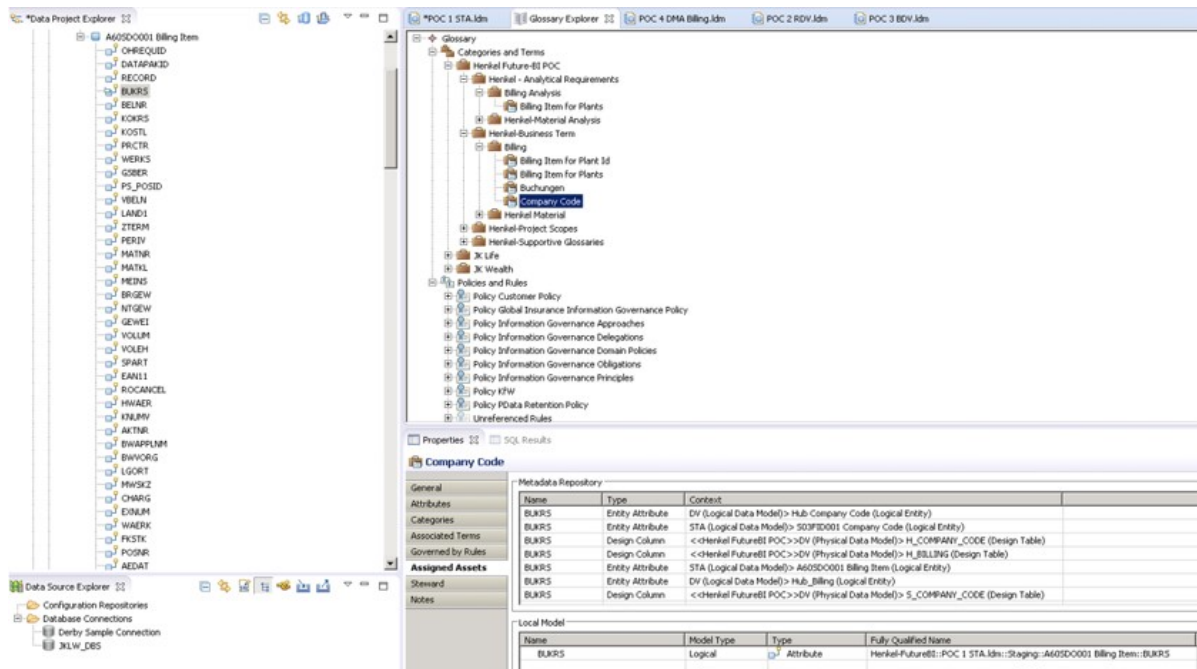 *Data Project Explorer
A60SDO001 Billing Item
OHREQUID
DATAPAKID
RECORD
BUKRS
BELNR
KOKRS
KOSTL
PRCTR
WERKS
GSBER
PS_POSID
VBELN
LAND1
ZTERM
PERIV
MATNR
MATKL
MEINS
BRGEW
NTGEW
GEWEI
VOLUM
VOLEH
SPART
EAN11
ROCANCEL
HWAER
KNUMV
AKTNR
BWAPPLNM
BWVORG
LGORT
MWSKZ
CHARG
EXNUM
WAERK
FKSTK
POSNR
AEDAT
Data Source Explorer
Configuration Repositories
Database Connections
Derby Sample Connection
JKLW_DBS
*POC 1 STA.ldm Glossary Explorer POC 4 DMA Billing.ldm POC 2 RDV.ldm POC 3 BDV.ldm
Glossary
Categories and Terms
Henkel Future-BI POC
Henkel - Analytical Requirements
Billing Analysis
Billing Item for Plants
Henkel-Material Analysis
Henkel-Business Term
Billing
Billing Item for Plant Id
Billing Item for Plants
Buchungen
Company Code
Henkel Material
Henkel-Project Scopes
Henkel-Supportive Glossaries
JK Life
JK Wealth
Policies and Rules
Policy Customer Policy
Policy Global Insurance Information Governance Policy
Policy Information Governance Approaches
Policy Information Governance Delegations
Policy Information Governance Domain Policies
Policy Information Governance Obligations
Policy Information Governance Principles
Policy KfW
Policy PData Retention Policy
Unreferenced Rules
Properties SQL Results
Company Code
General
Attributes
Categories
Associated Terms
Governed by Rules
Assigned Assets
Steward
Notes
Metadata Repository
Name Type Context
BUKRS Entity Attribute DV (Logical Data Model)> Hub Company Code (Logical Entity)
BUKRS Entity Attribute STA (Logical Data Model)> S03FID001 Company Code (Logical Entity)
BUKRS Design Column <<Henkel FutureBI POC>>DV (Physical Data Model)> H_COMPANY_CODE (Design Table)
BUKRS Design Column <<Henkel FutureBI POC>>DV (Physical Data Model)> H_BILLING (Design Table)
BUKRS Entity Attribute STA (Logical Data Model)> A60SDO001 Billing Item (Logical Entity)
BUKRS Entity Attribute DV (Logical Data Model)> Hub_Billing (Logical Entity)
BUKRS Design Column <<Henkel FutureBI POC>>DV (Physical Data Model)> S_COMPANY_CODE (Design Table)
Local Model
Name Model Type Type Fully Qualified Name
BUKRS Logical Attribute Henkel-FutureBI::POC 1 STA.ldm::Staging::A60SDO001 Billing Item::BUKRS